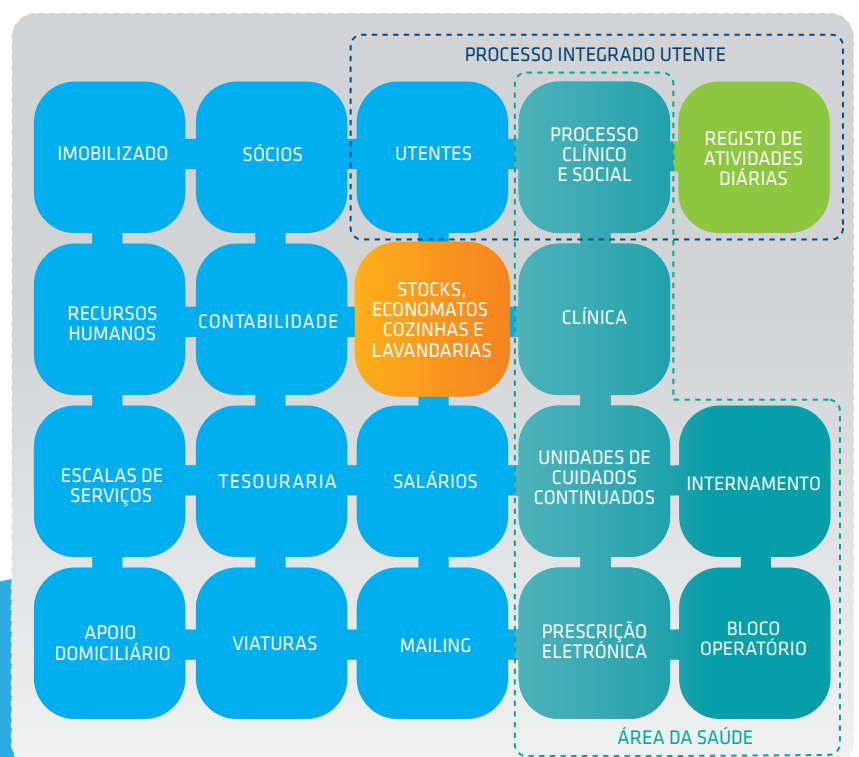 PROCESSO INTEGRADO UTENTE
IMOBILIZADO
SÓCIOS
UTENTES
PROCESSO
CLÍNICO
E SOCIAL
REGISTO DE
ATIVIDADES
DIÁRIAS
RECURSOS
HUMANOS
CONTABILIDADE
STOCKS,
ECONOMATOS
COZINHAS E
LAVANDARIAS
CLÍNICA
ESCALAS DE
SERVIÇOS
TESOURARIA
SALÁRIOS
UNIDADES DE
CUIDADOS
CONTINUADOS
INTERNAMENTO
APOIO
DOMICILIÁRIO
VIATURAS
MAILING
PRESCRIÇÃO
ELETRÓNICA
BLOCO
OPERATÓRIO
ÁREA DA SAÚDE